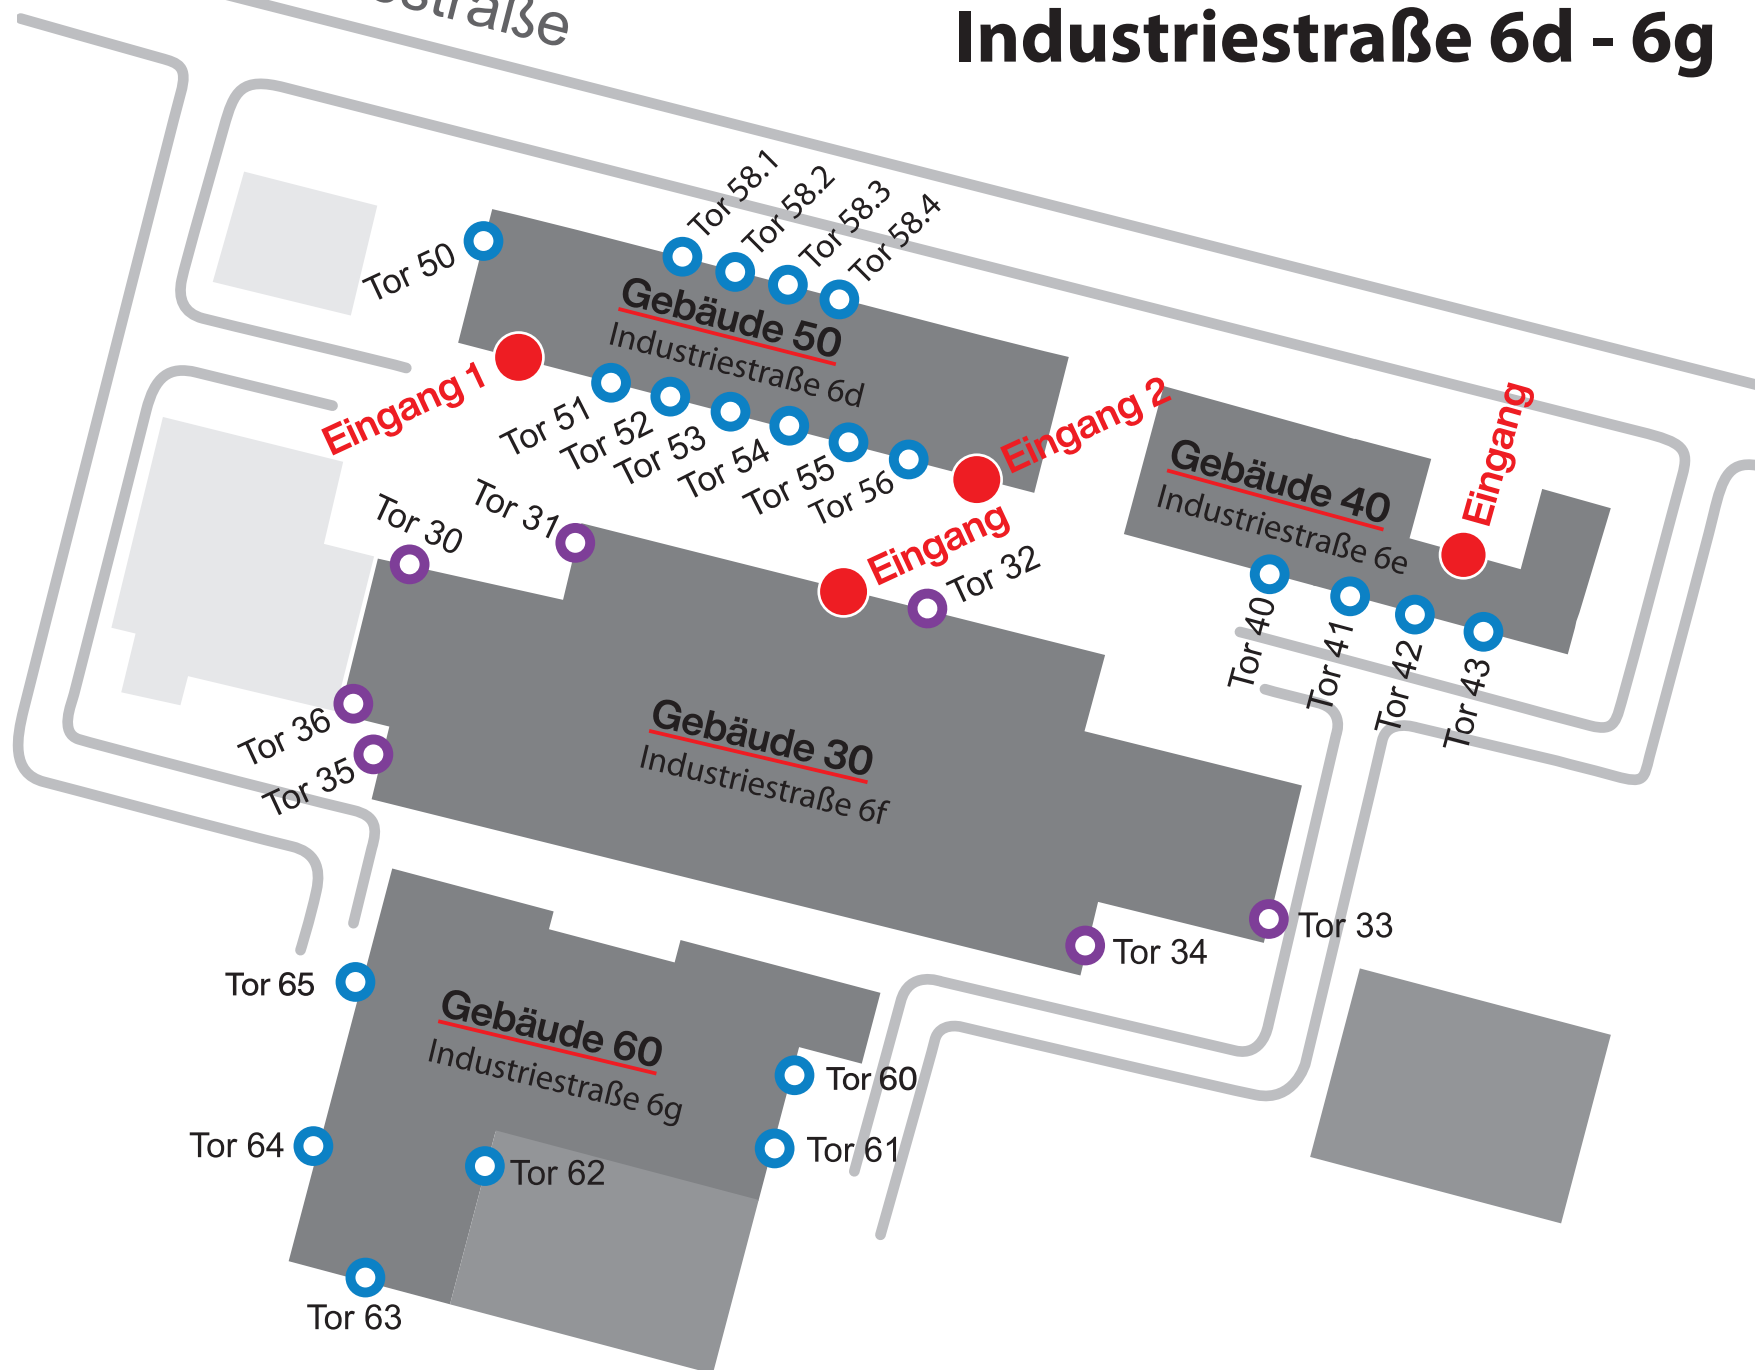 Industriestraße 6d - 6g
Tor 58.1
Tor 58.2
Tor 58.3
Tor 58.4
Tor 50
Gebäude 50
Industriestraße 6d
Eingang 1
Tor 51
Tor 52
Tor 53
Tor 54
Tor 55
Tor 56
Eingang 2
Gebäude 40
Industriestraße 6e
Eingang
Tor 40
Tor 41
Tor 42
Tor 43
Tor 30
Tor 31
Eingang
Tor 32
Tor 36
Tor 35
Gebäude 30
Industriestraße 6f
Tor 33
Tor 34
Tor 65
Gebäude 60
Industriestraße 6g
Tor 60
Tor 61
Tor 64
Tor 62
Tor 63